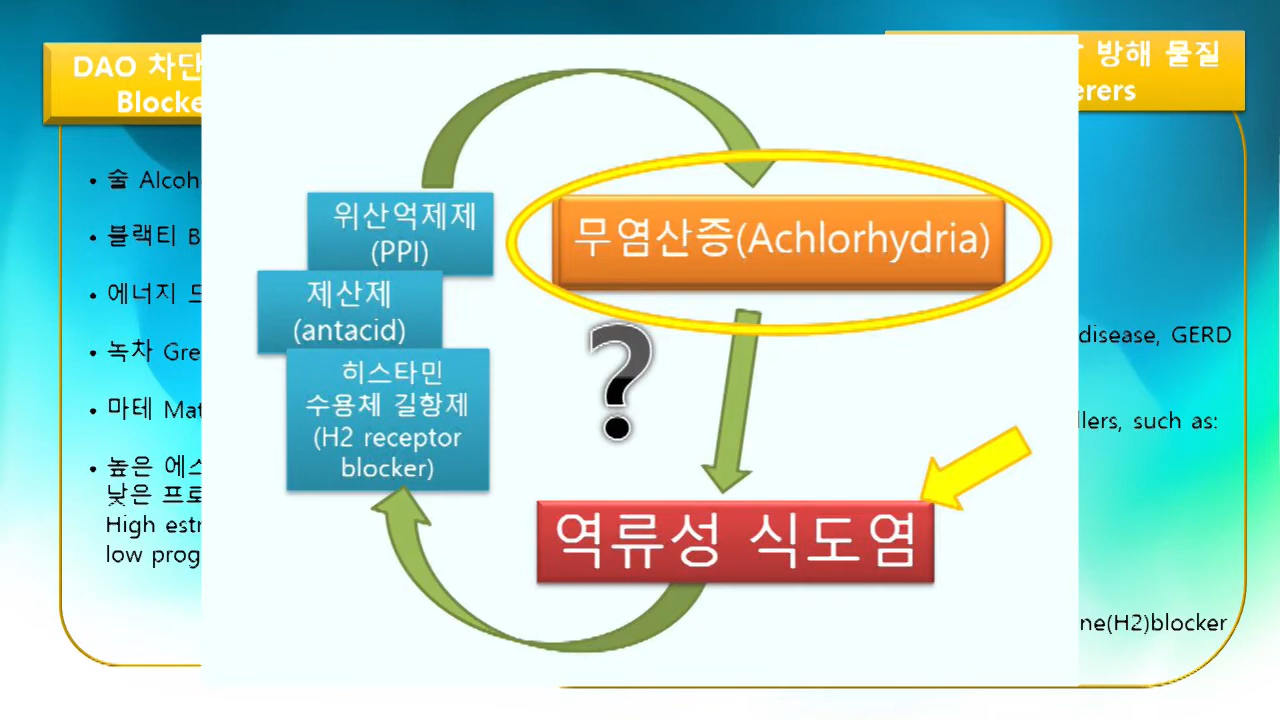 DAO 차단
Blocke
방해 물질
erers
• 술 Alcoh
• 블랙티 B
• 에너지 드
• 녹차 Gre
• 마테 Mat
• 높은 에스
낮은 프로
High estr
low prog
위산억제제
(PPI)
제산제
(antacid)
히스타민
수용체 길항제
(H2 receptor
blocker)
무염산증(Achlorhydria)
?
역류성 식도염
disease, GERD
llers, such as:
ne(H2)blocker